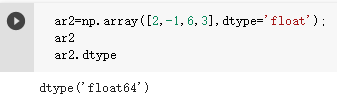 ar2=np.array([2,-1,6,3],dtype='float');
ar2
ar2.dtype
dtype('float64')